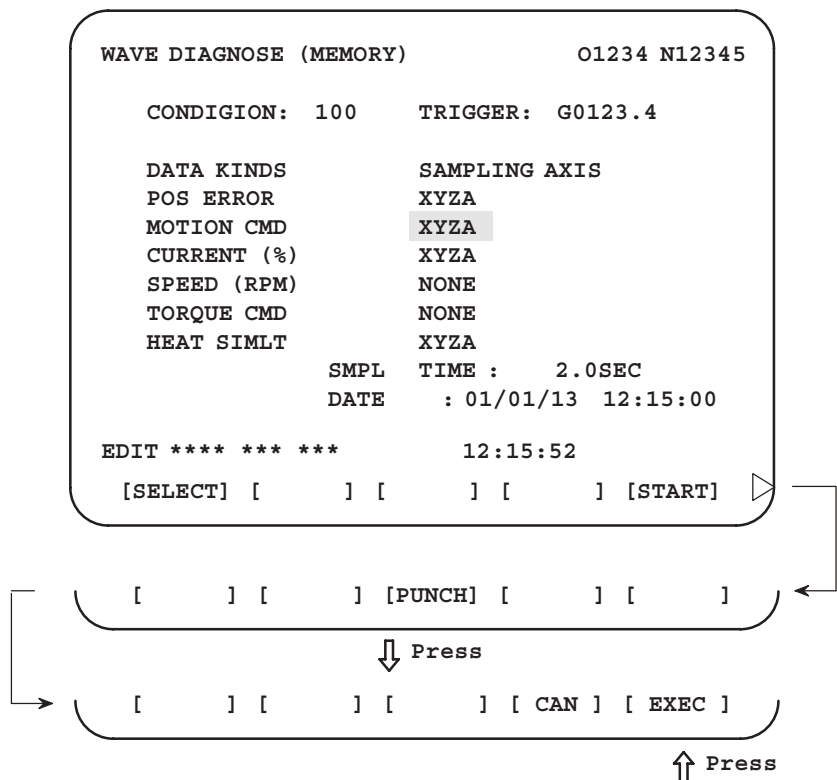 WAVE DIAGNOSE (MEMORY) O1234 N12345
CONDIGION: 100 TRIGGER: G0123.4
DATA KINDS SAMPLING AXIS
POS ERROR XYZA
MOTION CMD XYZA
CURRENT (%) XYZA
SPEED (RPM) NONE
TORQUE CMD NONE
HEAT SIMLT XYZA
SMPL TIME : 2.0SEC
DATE : 01/01/13 12:15:00
EDIT **** *** *** 12:15:52
[SELECT] [ ] [ ] [ ] [START]
[ ] [ ] [PUNCH] [ ] [ ]
Press
[ ] [ ] [ ] [ CAN ] [ EXEC ]
Press